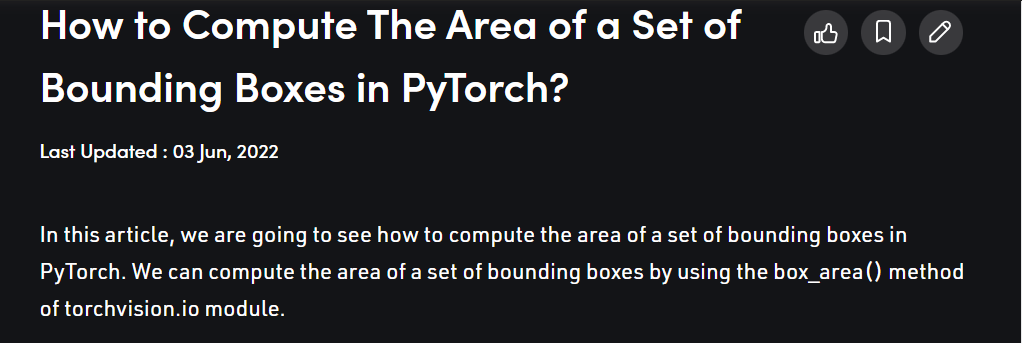 How to Compute The Area of a Set of
Bounding Boxes in PyTorch?
Last Updated : 03 Jun, 2022
In this article, we are going to see how to compute the area of a set of bounding boxes in
PyTorch. We can compute the area of a set of bounding boxes by using the box_area() method
of torchvision.io module.